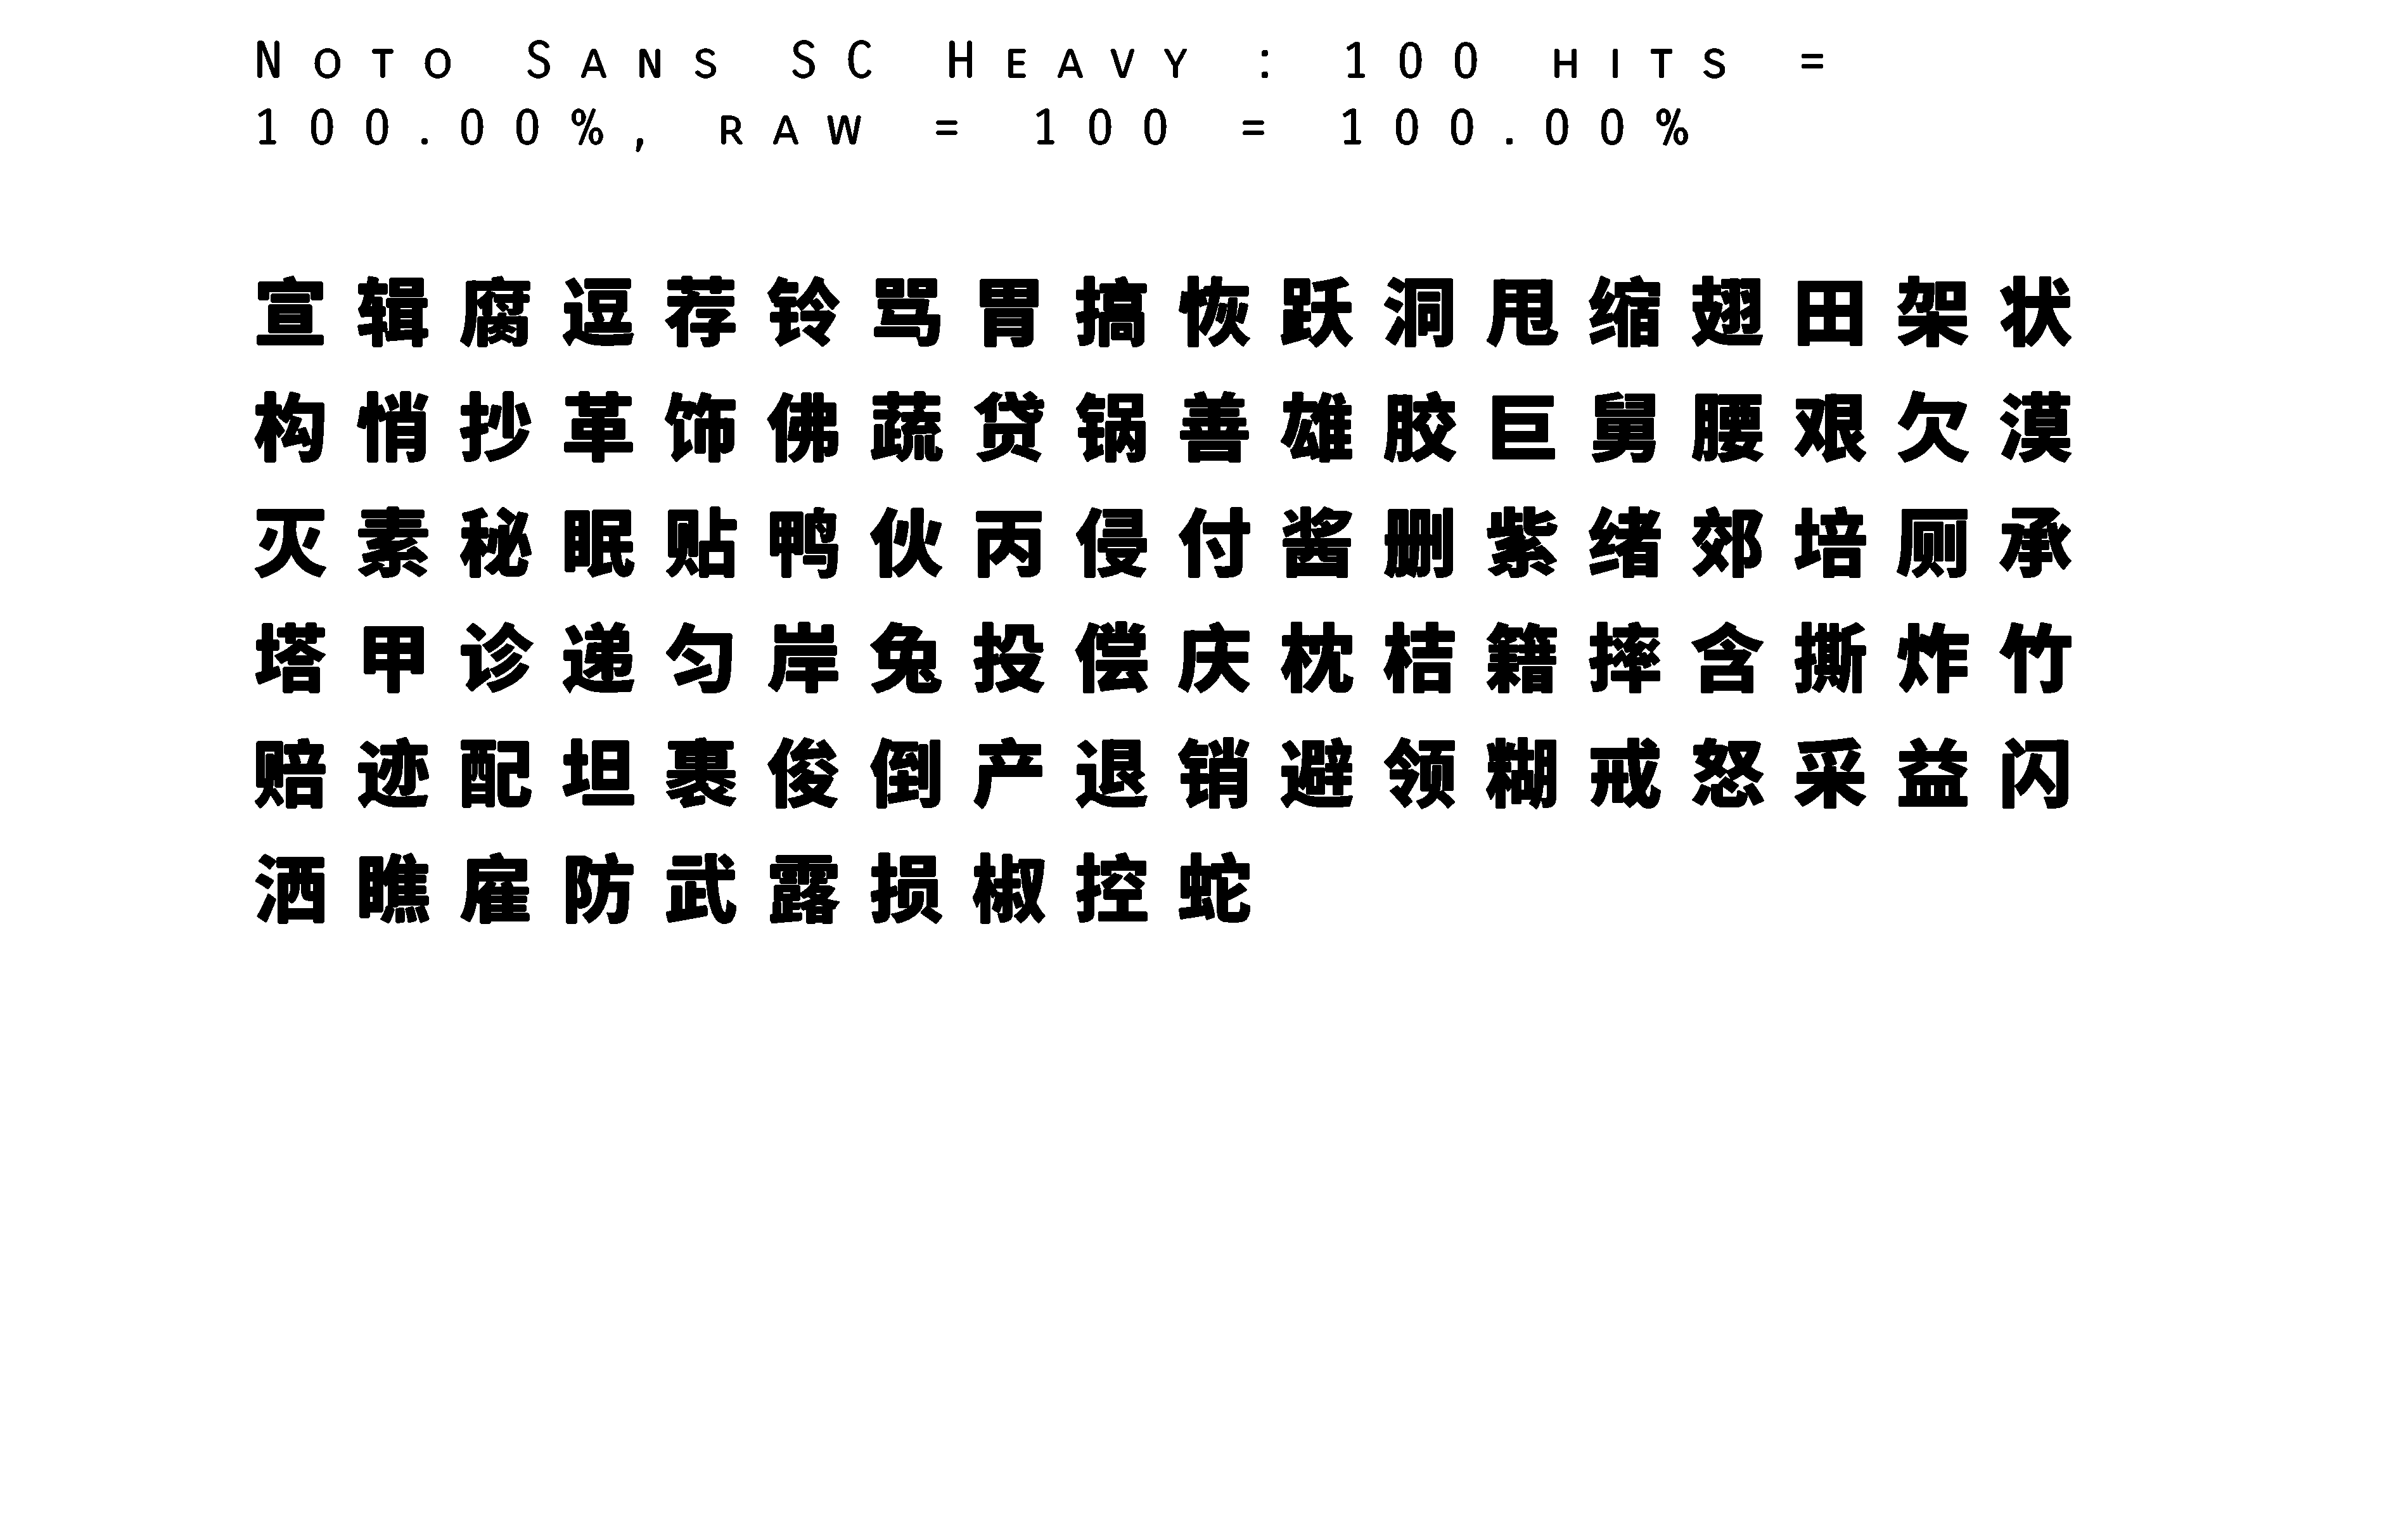 Noto Sans SC Heavy : 100 hits =
100.00%, raw = 100 = 100.00%
宣辑腐逗荐铃骂胃搞恢跃洞甩缩翅田架状
构悄抄革饰佛蔬贷锅善雄胶巨舅腰艰欠漠
灭素秘眠贴鸭伙丙侵付酱删紫绪郊培厕承
塔甲诊递匀岸兔投偿庆枕桔籍摔含撕炸竹
赔迹配坦裹俊倒产退销避领糊戒怒采益闪
洒瞧雇防武露损椒控蛇